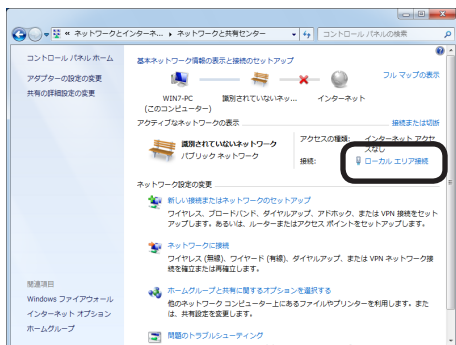 « ネットワークとインターネ... ▸ ネットワークと共有センター
コントロール パネルの検索
コントロール パネル ホーム
アダプターの設定の変更
共有の詳細設定の変更
基本ネットワーク情報の表示と接続のセットアップ
フル マップの表示
WIN7-PC
(このコンピューター)
識別されていないネッ...
インターネット
アクティブなネットワークの表示
接続または切断
識別されていないネットワーク
パブリック ネットワーク
アクセスの種類: インターネット アクセスなし
接続: ローカル エリア接続
ネットワーク設定の変更
新しい接続またはネットワークのセットアップ
ワイヤレス、ブロードバンド、ダイヤルアップ、アドホック、または VPN 接続をセット
アップします。あるいは、ルーターまたはアクセス ポイントをセットアップします。
ネットワークに接続
ワイヤレス (無線)、ワイヤード (有線)、ダイヤルアップ、または VPN ネットワーク接
続を確立または再確立します。
ホームグループと共有に関するオプションを選択する
他のネットワーク コンピューター上にあるファイルやプリンターを利用します。また
は、共有設定を変更します。
問題のトラブルシューティング
関連項目
Windows ファイアウォール
インターネット オプション
ホームグループ